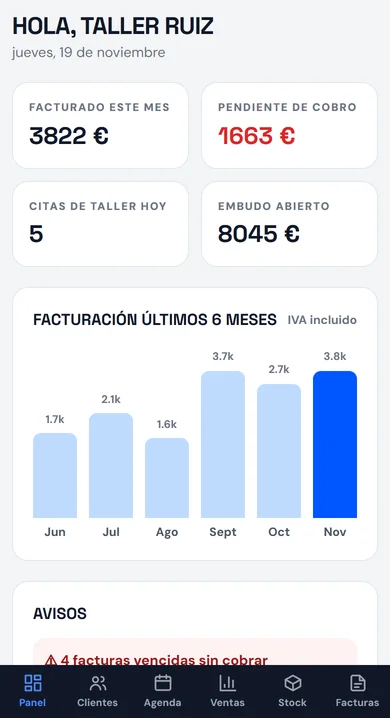 HOLA, TALLER RUIZ
jueves, 19 de noviembre
FACTURADO ESTE MES
3822 €
PENDIENTE DE COBRO
1663 €
CITAS DE TALLER HOY
5
EMBUDO ABIERTO
8045 €
FACTURACIÓN ÚLTIMOS 6 MESES IVA incluido
1.7k 2.1k 1.6k 3.7k 2.7k 3.8k
Jun Jul Ago Sept Oct Nov
AVISOS
⚠ 4 facturas vencidas sin cobrar
Panel Clientes Agenda Ventas Stock Facturas